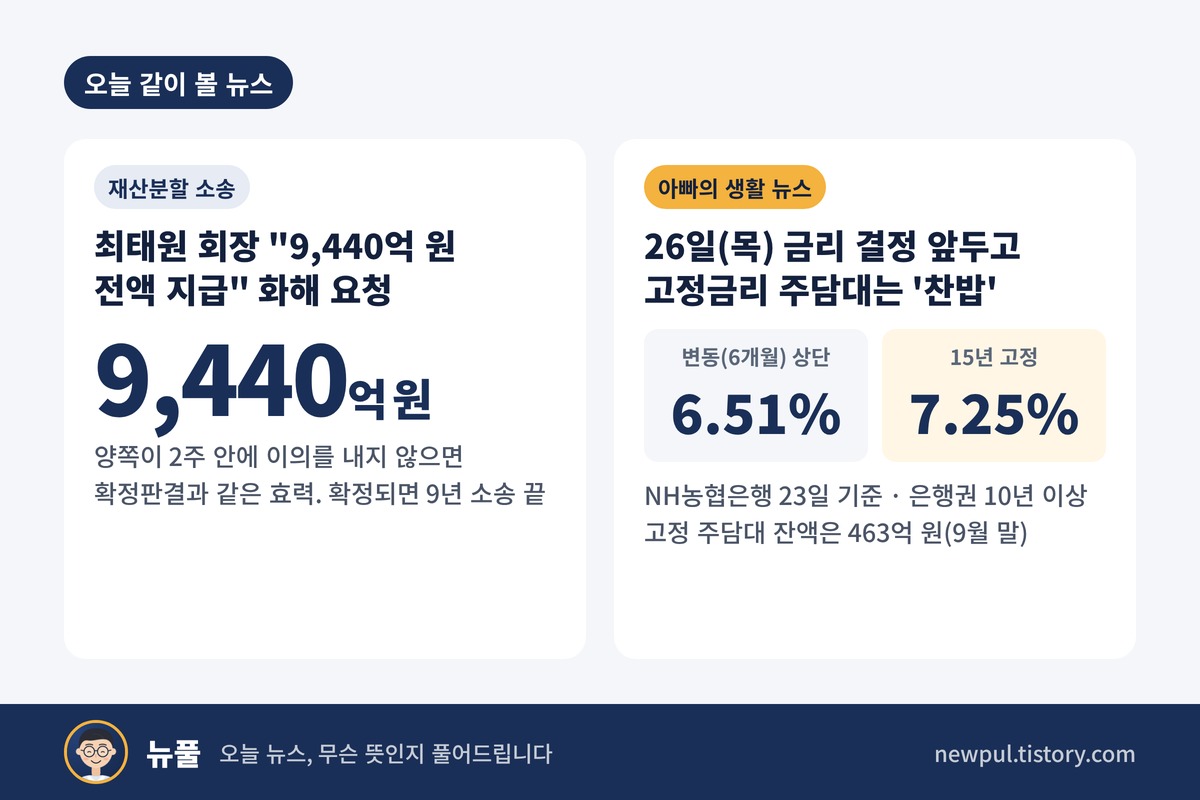 오늘 같이 볼 뉴스
재산분할 소송
최태원 회장 "9,440억 원
전액 지급" 화해 요청
9,440억 원
양쪽이 2주 안에 이의를 내지 않으면
확정판결과 같은 효력. 확정되면 9년 소송 끝
아빠의 생활 뉴스
26일(목) 금리 결정 앞두고
고정금리 주담대는 '찬밥'
변동(6개월) 상단
6.51%
15년 고정
7.25%
NH농협은행 23일 기준 · 은행권 10년 이상
고정 주담대 잔액은 463억 원(9월 말)
뉴풀 오늘 뉴스, 무슨 뜻인지 풀어드립니다
newpul.tistory.com